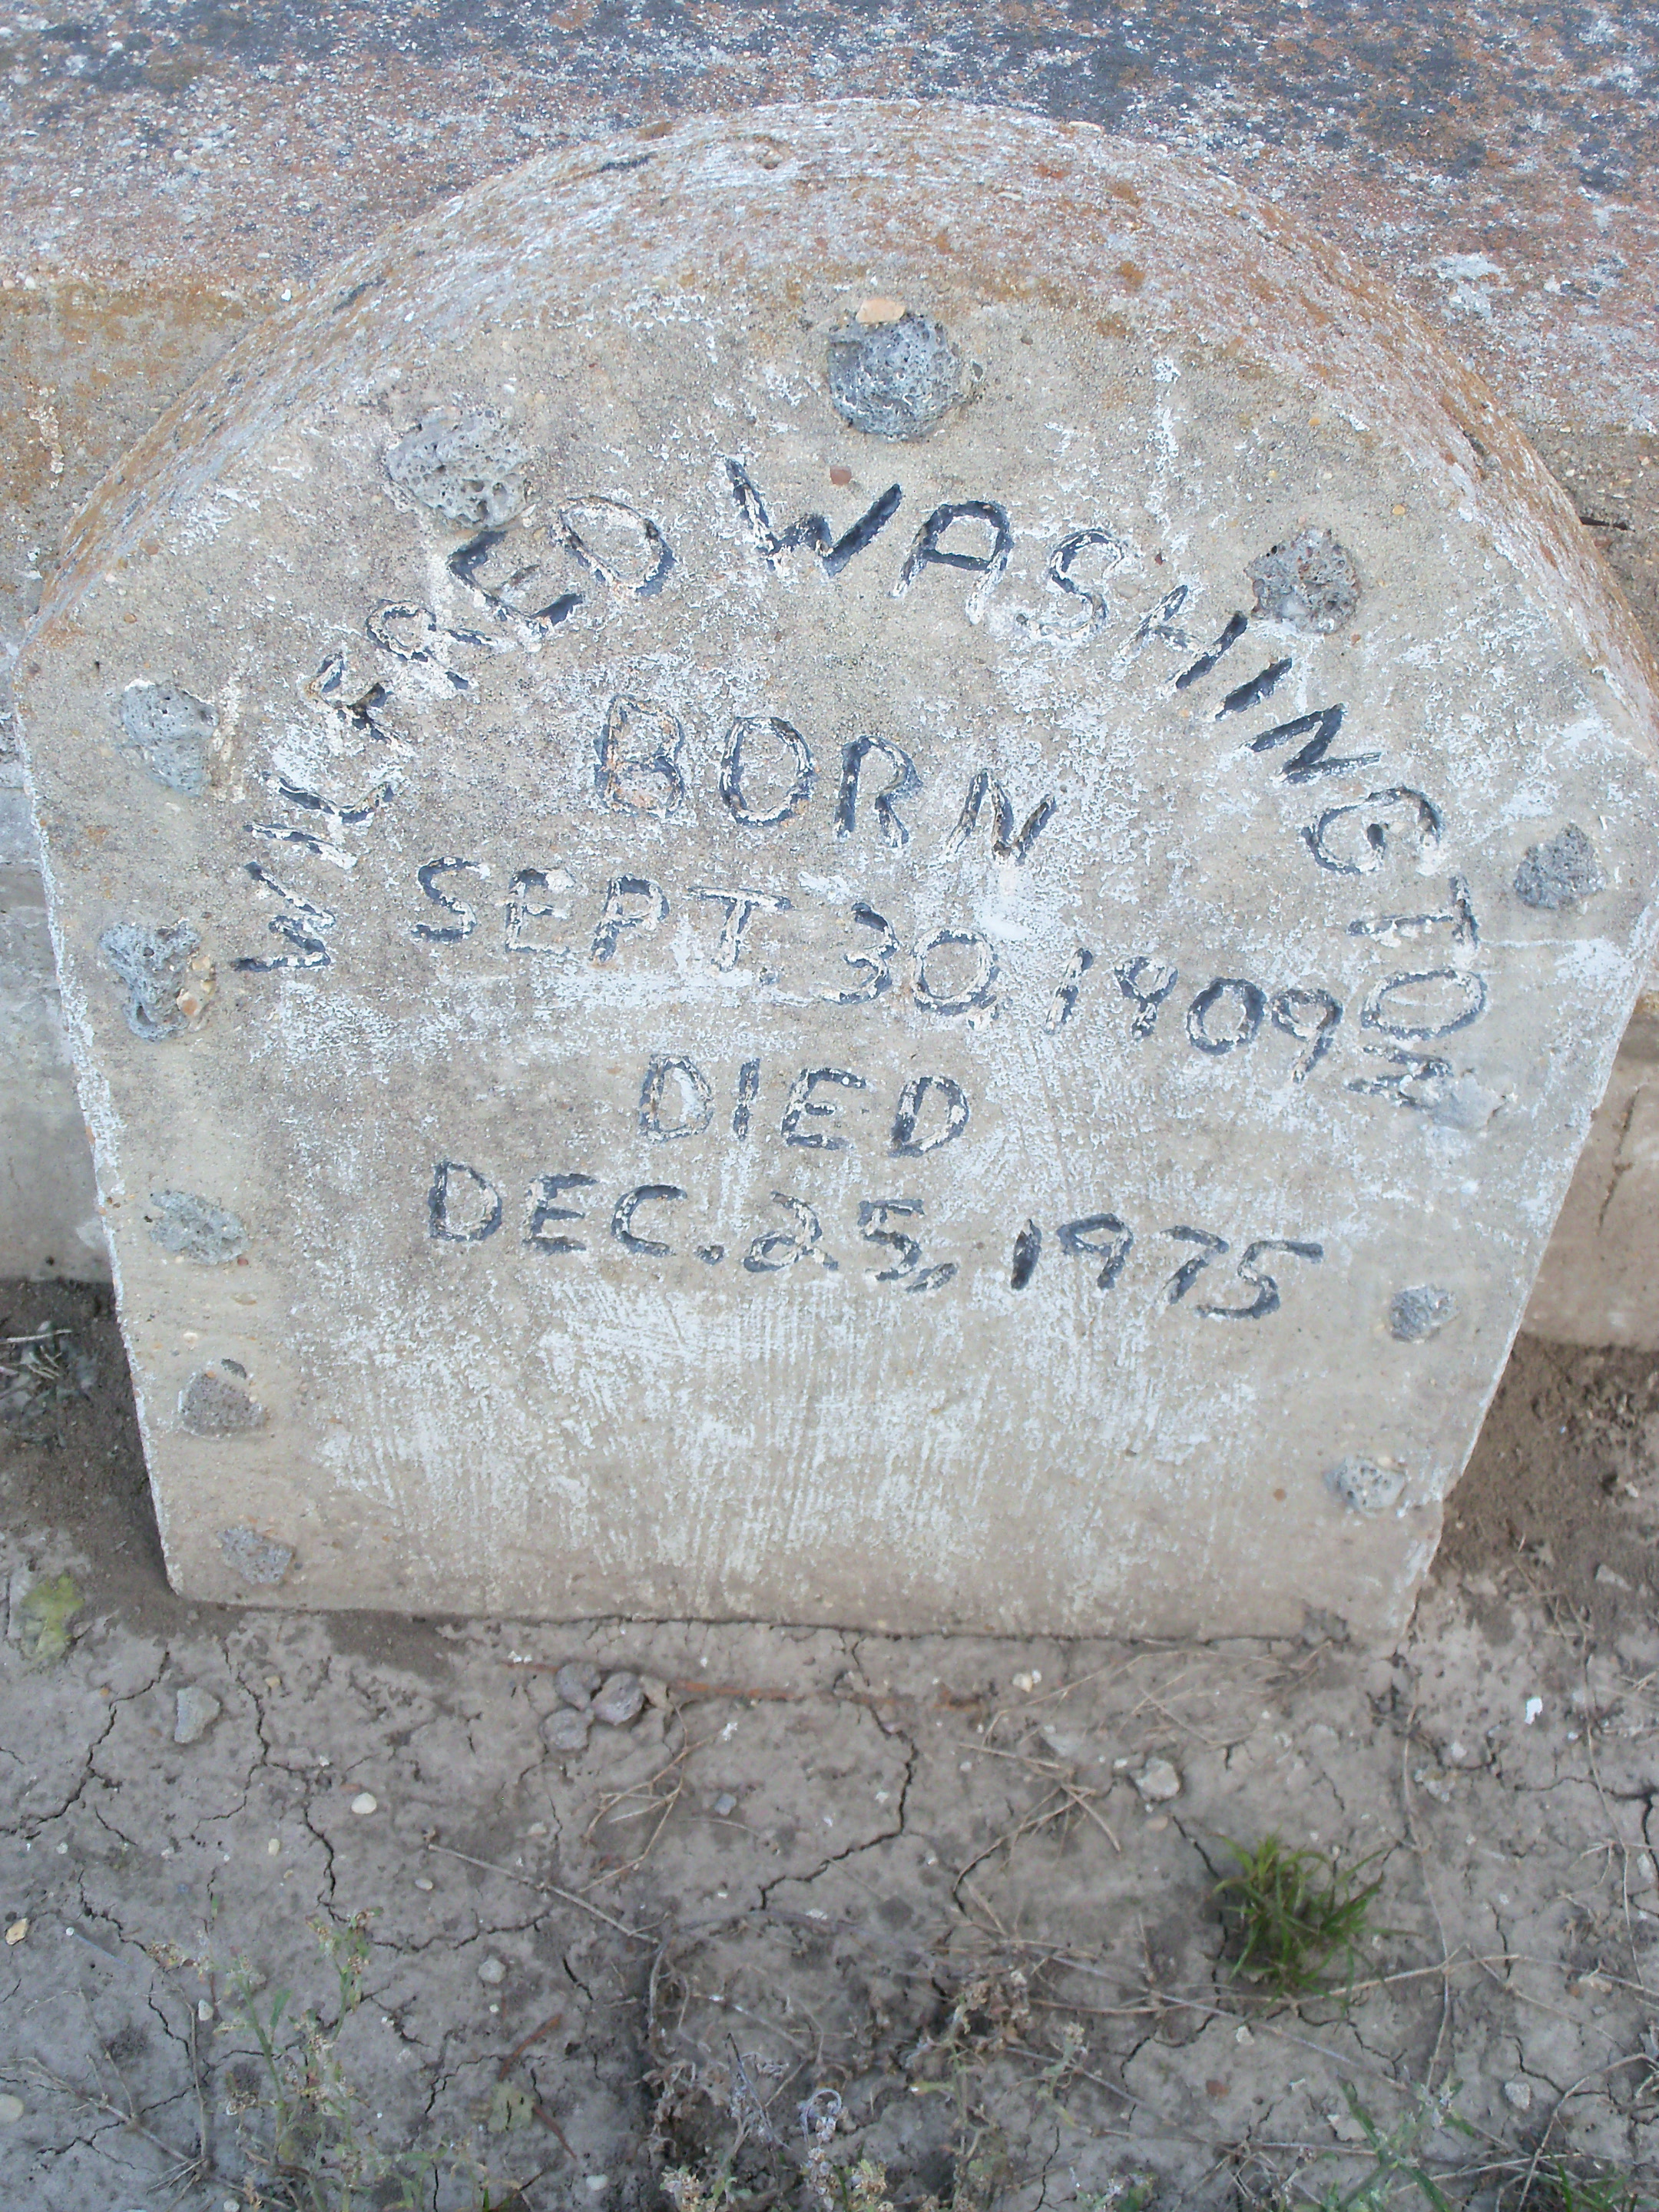 WILFRED WASHINGTON
BORN
SEPT. 30, 1909
DIED
DEC. 25, 1975